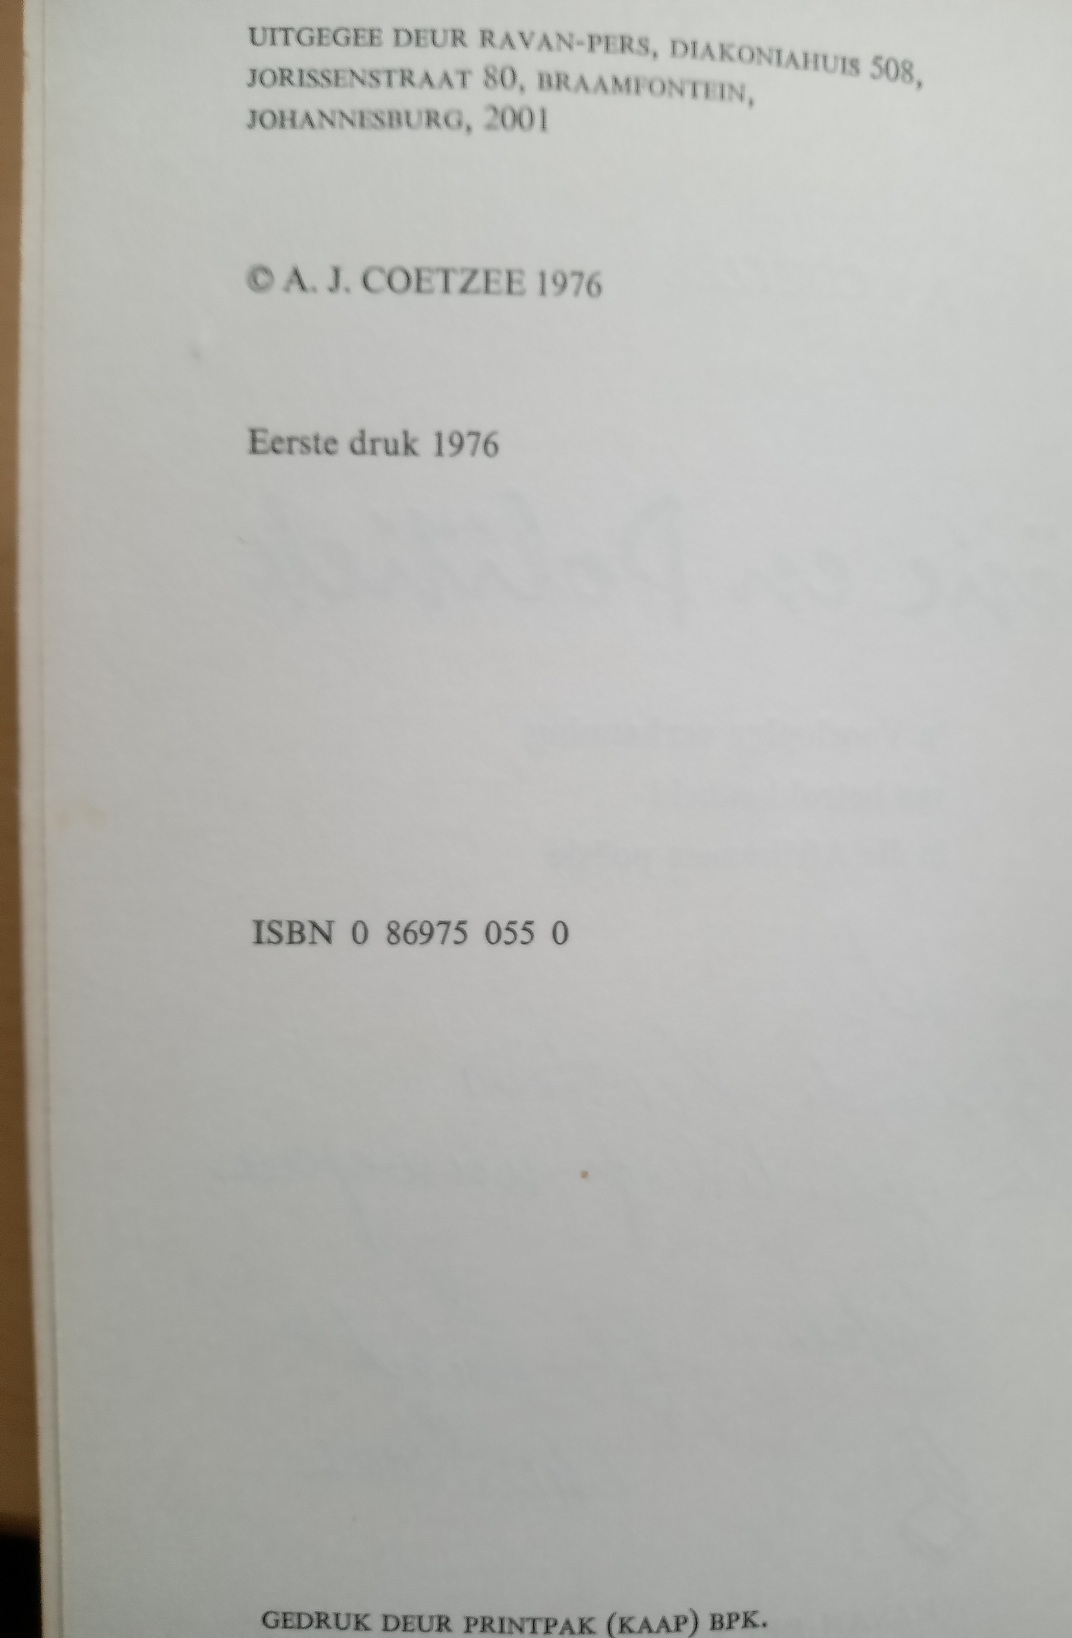 UITGEGEE DEUR RAVAN-PERS, DIAKONIAHUIS 508,
JORISSENSTRAAT 80, BRAAMFONTEIN,
JOHANNESBURG, 2001
© A. J. COETZEE 1976
Eerste druk 1976
ISBN 0 86975 055 0
GEDRUK DEUR PRINTPAK (KAAP) BPK.